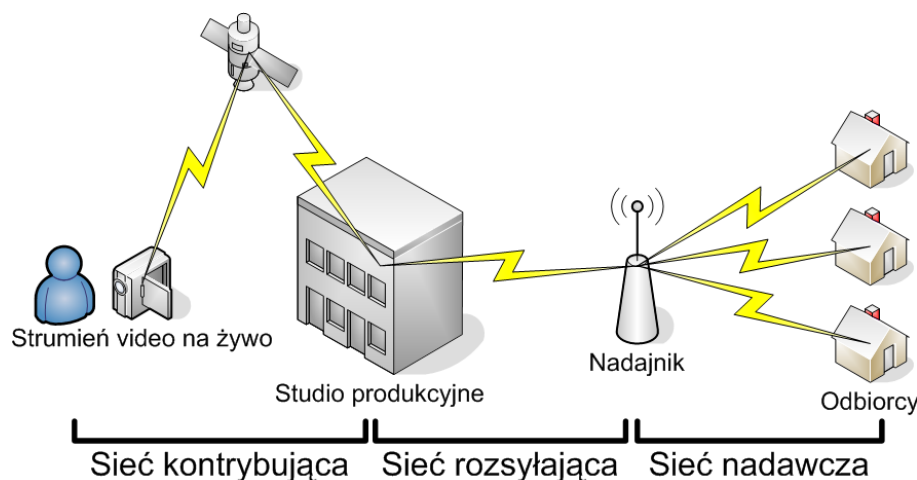 Strumień video na żywo
Studio produkcyjne
Nadajnik
Odbiorcy
Sieć kontrybująca
Sieć rozsyłająca
Sieć nadawcza